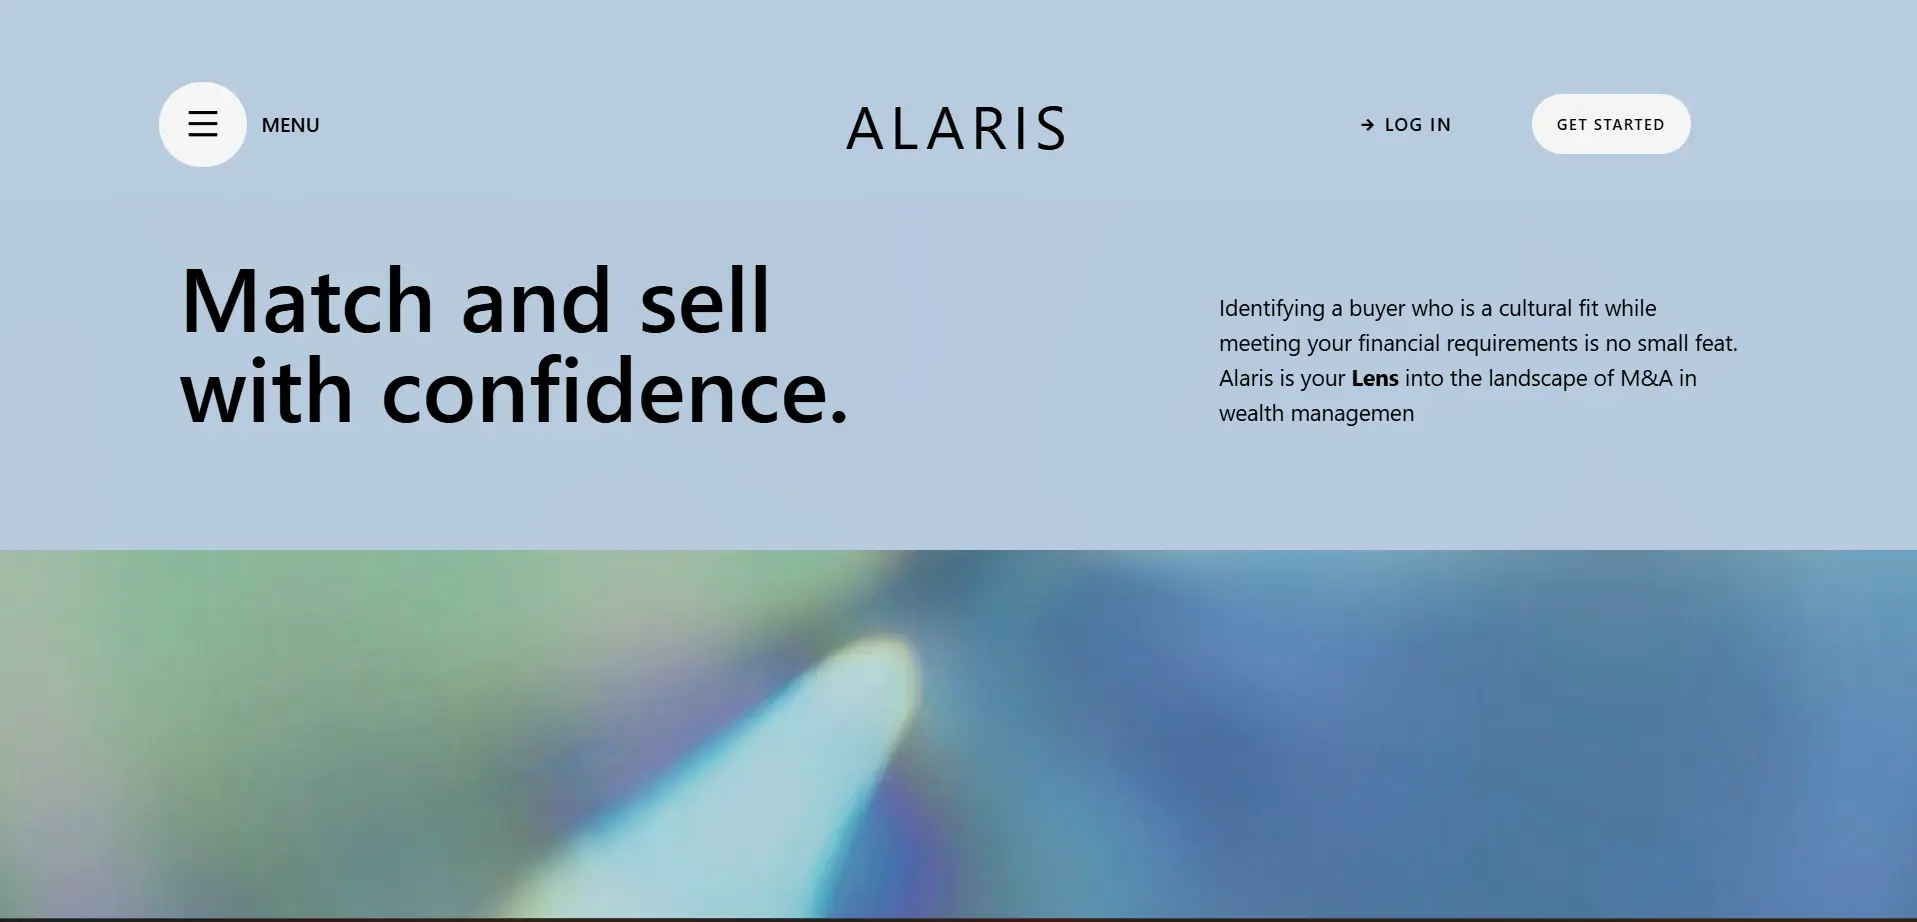 MENU
ALARIS
→ LOG IN
GET STARTED
Match and sell
with confidence.
Identifying a buyer who is a cultural fit while
meeting your financial requirements is no small feat.
Alaris is your Lens into the landscape of M&A in
wealth managemen